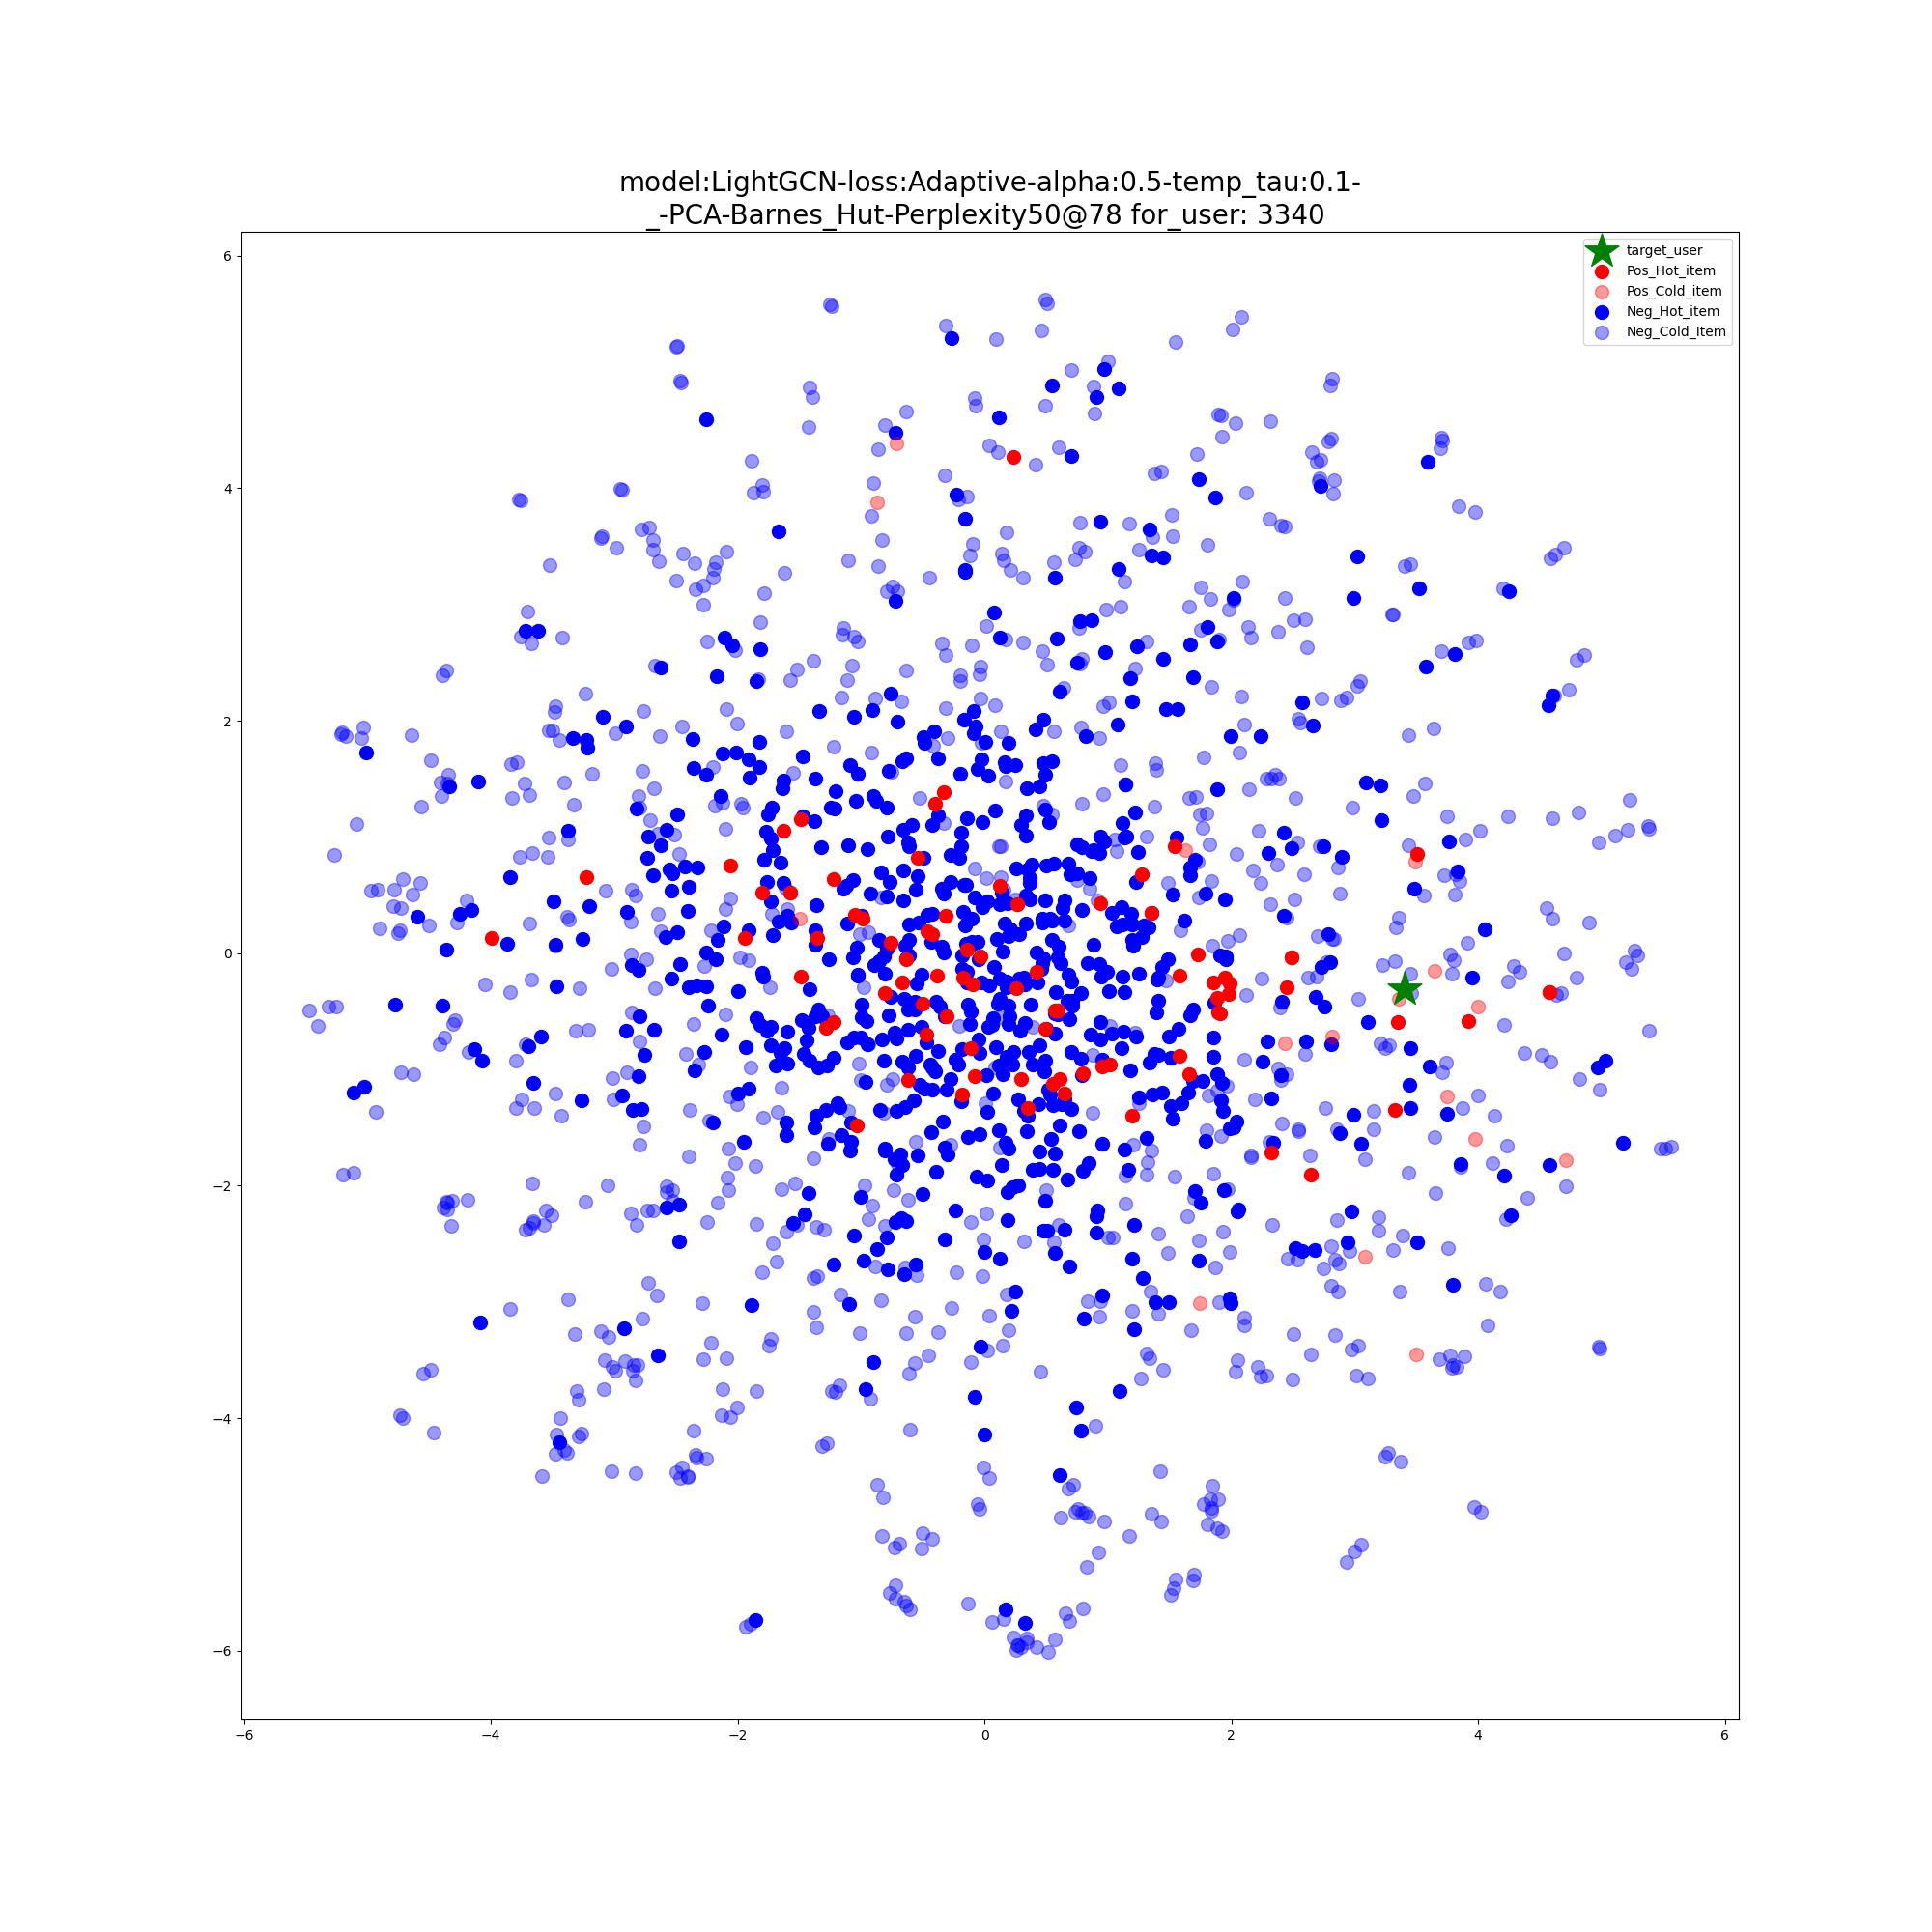 model:LightGCN-loss:Adaptive-alpha:0.5-temp_tau:0.1-
_-PCA-Barnes_Hut-Perplexity50@78 for_user: 3340
target_user
Pos_Hot_item
Pos_Cold_item
Neg_Hot_item
Neg_Cold_Item
6
4
2
0
−2
−4
−6
−6 −4 −2 0 2 4 6